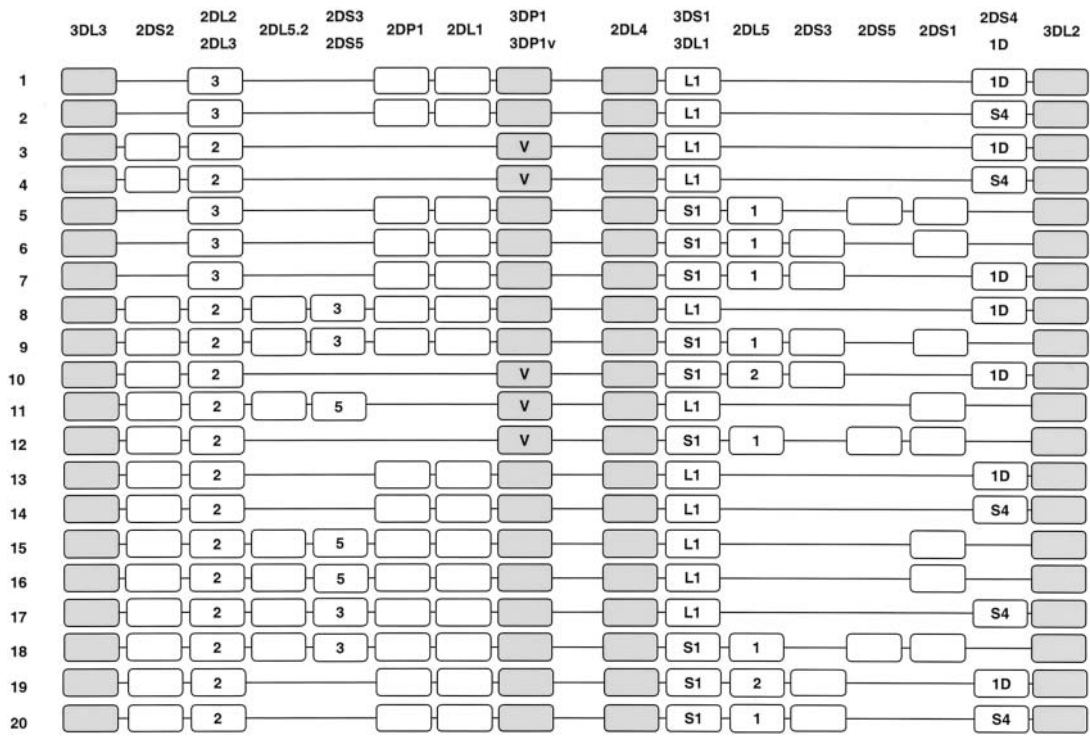 2DL2 2DS3 3DP1 3DS1 2DS4
3DL3 2DS2 2DL5.2 2DP1 2DL1 2DL4 2DL5 2DS3 2DS5 2DS1 3DL2
2DL3 2DS5 3DP1v 3DL1 1D
1 3 L1 1D
2 3 L1 S4
3 2 V L1 1D
4 2 V L1 S4
5 3 S1 1
6 3 S1 1
7 3 S1 1 1D
8 2 3 L1 1D
9 2 3 S1 1
10 2 V S1 2 1D
11 2 5 V L1
12 2 V S1 1
13 2 L1 1D
14 2 L1 S4
15 2 5 L1
16 2 5 L1
17 2 3 L1 S4
18 2 3 S1 1
19 2 S1 2 1D
20 2 S1 1 S4